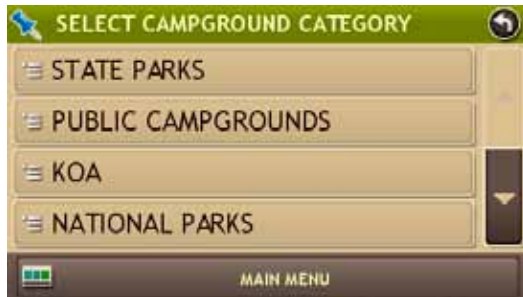 SELECT CAMPGROUND CATEGORY
STATE PARKS
PUBLIC CAMPGROUNDS
KOA
NATIONAL PARKS
MAIN MENU